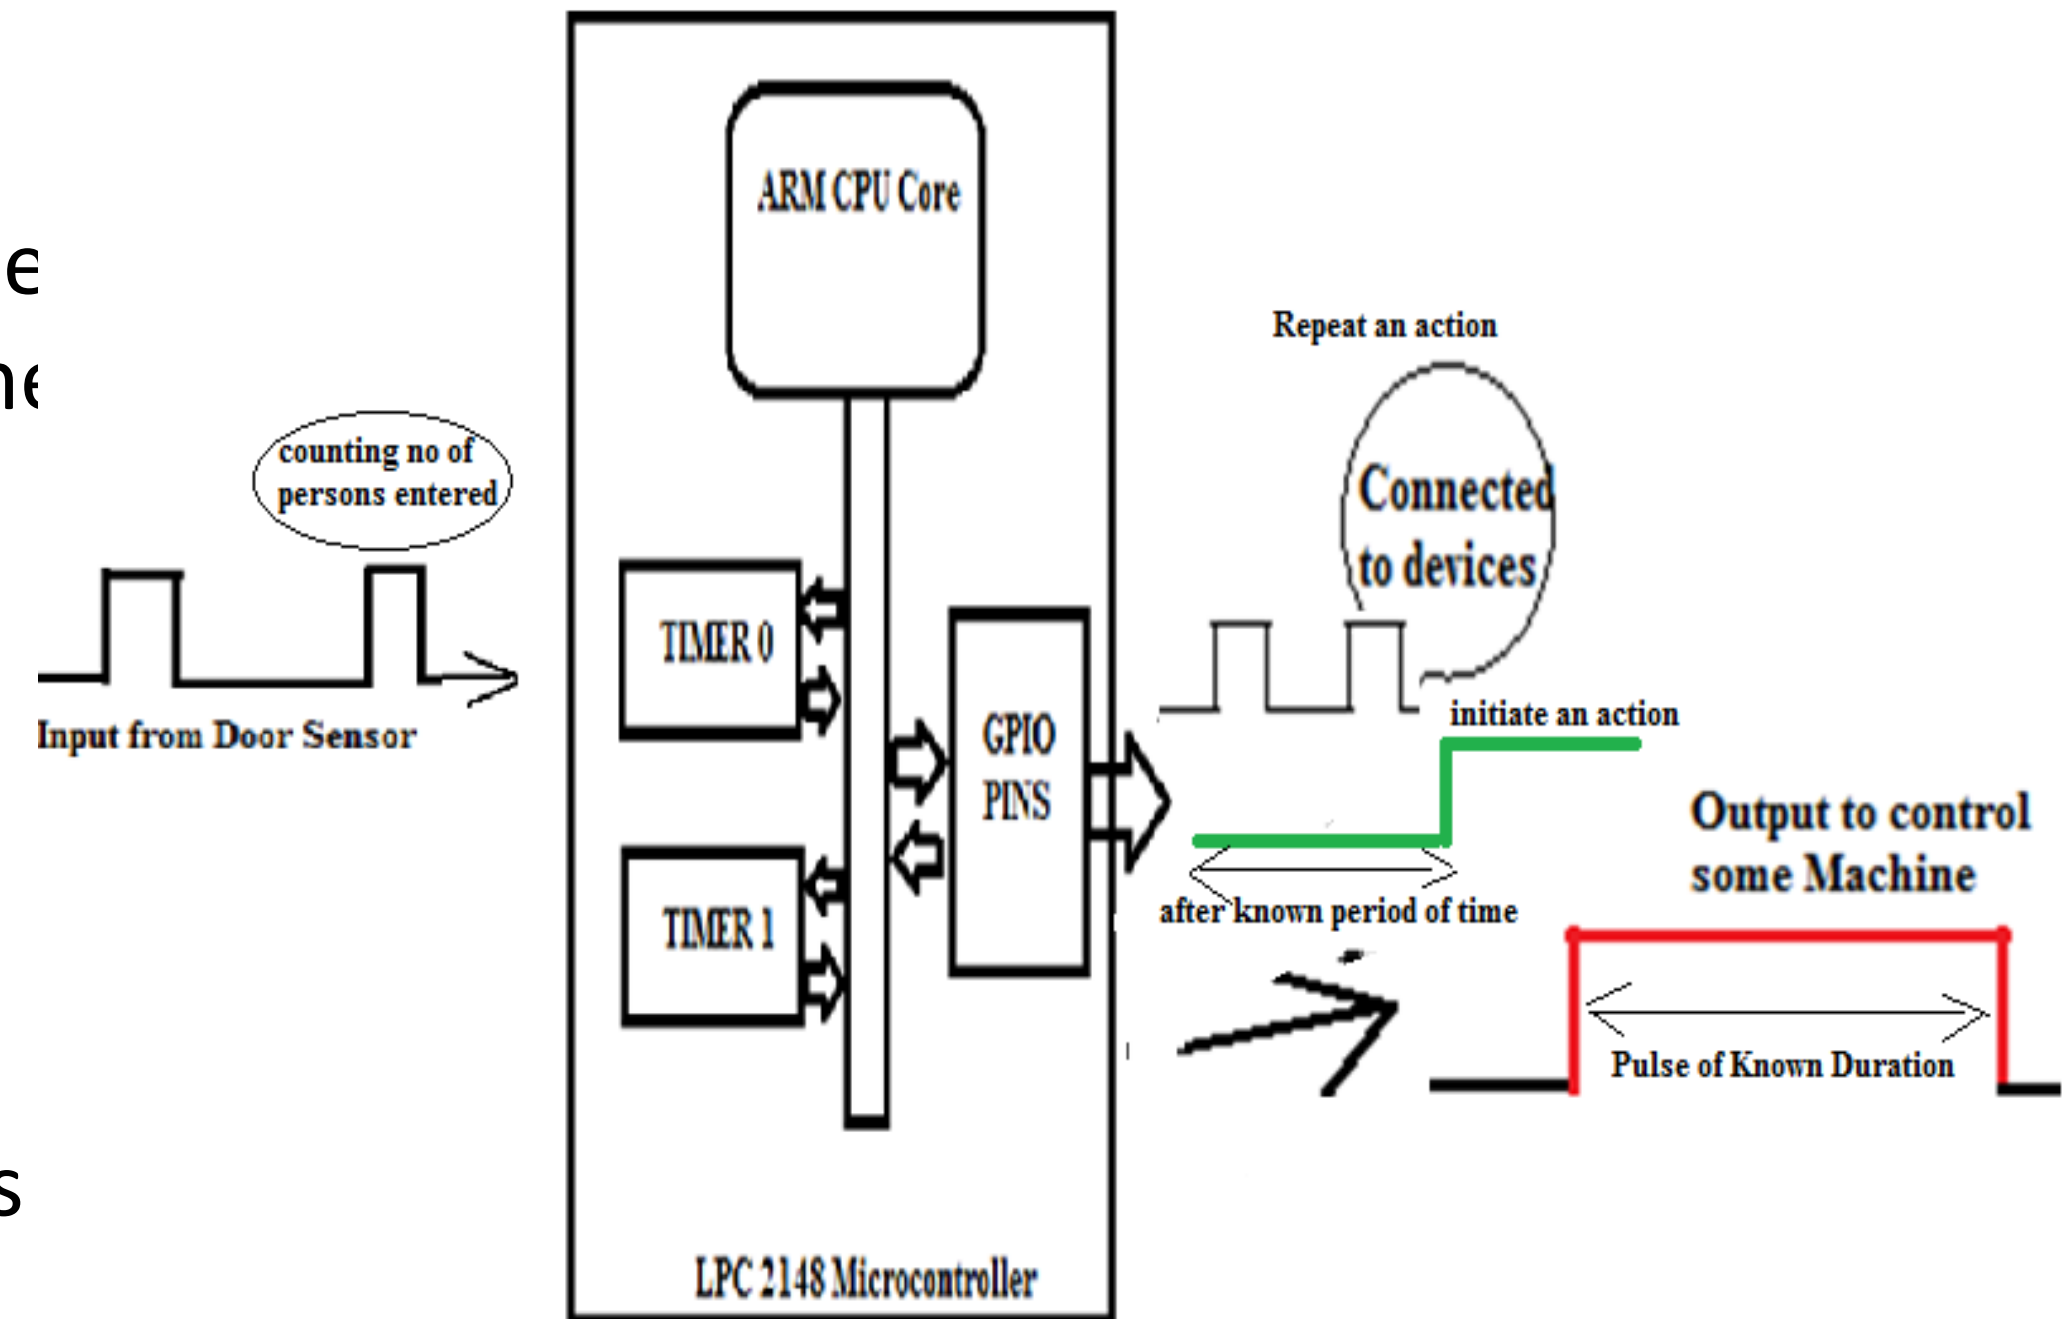 e
ne
counting no of
persons entered
Input from Door Sensor
ARM CPU Core
TIMER 0
TIMER 1
GPIO
PINS
LPC 2148 Microcontroller
Repeat an action
Connected
to devices
initiate an action
after known period of time
Output to control
some Machine
Pulse of Known Duration
s